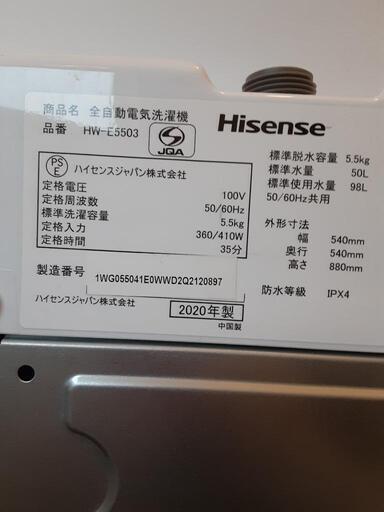 商品名 全自動電気洗濯機
品番 HW-E5503
JQA
Hisense
PS
E
ハイセンスジャパン株式会社
定格電圧 100V
定格周波数 50/60Hz
標準洗濯容量 5.5kg
定格入力 360/410W
定格時間 35分
標準脱水容量 5.5kg
標準水量 50L
標準使用水量 98L
50/60Hz共用
外形寸法
幅 540mm
奥行 540mm
高さ 880mm
防水等級 IPX4
製造番号 1WG055041E0WWD2Q2120897
ハイセンスジャパン株式会社
2020年製
中国製